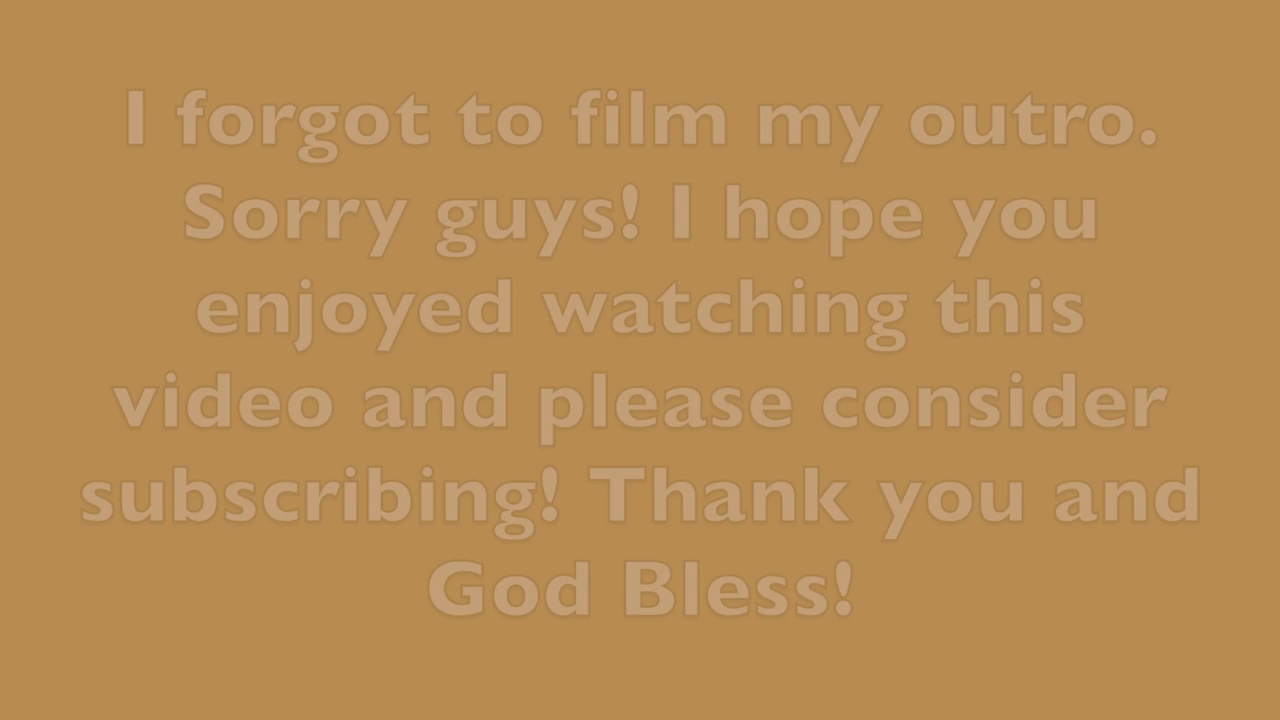 I forgot to film my outro.
Sorry guys! I hope you
enjoyed watching this
video and please consider
subscribing! Thank you and
God Bless!